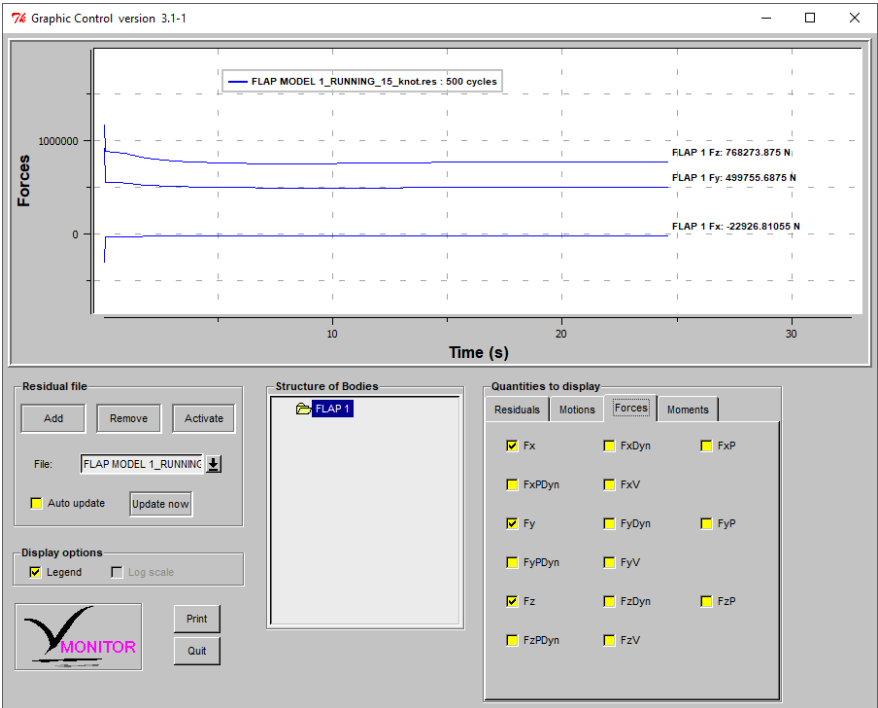 Graphic Control version 3.1-1
FLAP MODEL 1_RUNNING_15_knot.res : 500 cycles
1000000
FLAP 1 Fz: 768273.875 N
FLAP 1 Fy: 499755.6875 N
Forces
0
FLAP 1 Fx: -22926.81055 N
10
20
30
Time (s)
Residual file
Add
Remove
Activate
File:
FLAP MODEL 1_RUNNING
Auto update
Update now
Display options
Legend
Log scale
MONITOR
Print
Quit
Structure of Bodies
FLAP 1
Quantities to display
Residuals
Motions
Forces
Moments
Fx
FxDyn
FxP
FxPDyn
FxV
Fy
FyDyn
FyP
FyPDyn
FyV
Fz
FzDyn
FzP
FzPDyn
FzV